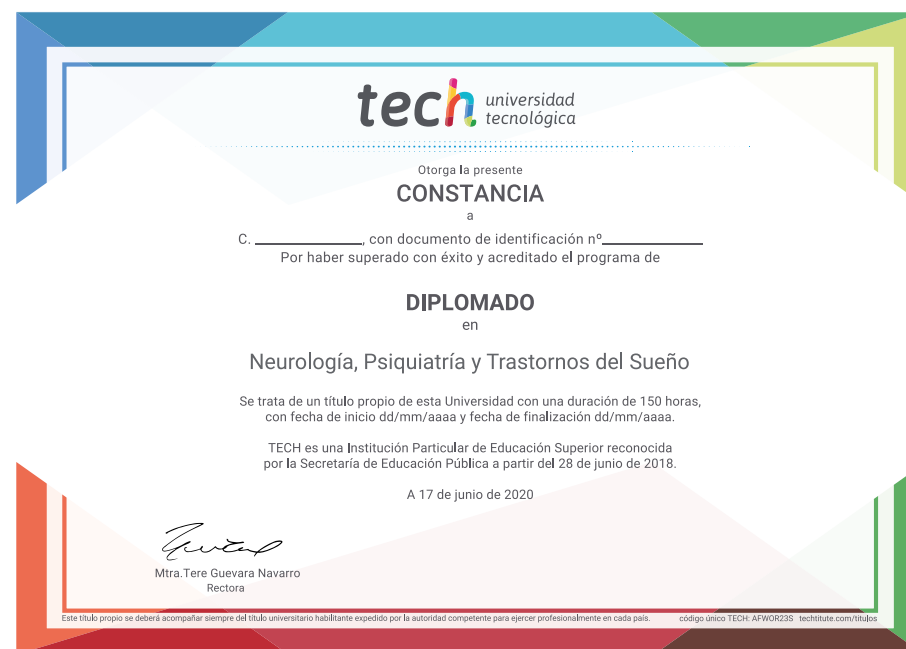 tech universidad
tecnológica
Otorga la presente
CONSTANCIA
a
C. ______________, con documento de identificación nº_____________
Por haber superado con éxito y acreditado el programa de
DIPLOMADO
en
Neurología, Psiquiatría y Trastornos del Sueño
Se trata de un título propio de esta Universidad con una duración de 150 horas,
con fecha de inicio dd/mm/aaaa y fecha de finalización dd/mm/aaaa.
TECH es una Institución Particular de Educación Superior reconocida
por la Secretaría de Educación Pública a partir del 28 de junio de 2018.
A 17 de junio de 2020
Mtra.Tere Guevara Navarro
Rectora
Este título propio se deberá acompañar siempre del título universitario habilitante expedido por la autoridad competente para ejercer profesionalmente en cada país. código único TECH: AFWOR23S techtitute.com/titulos